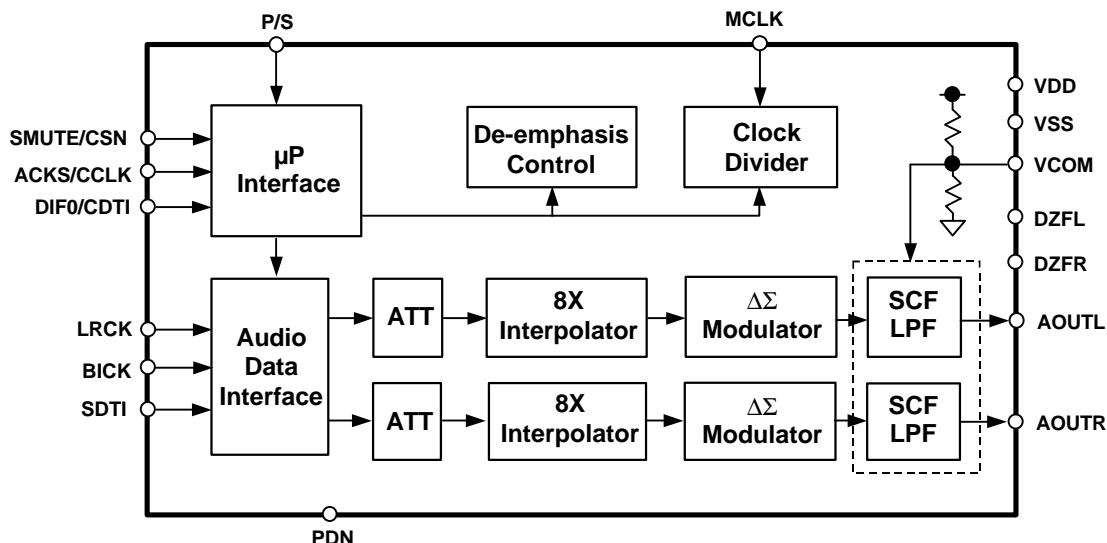 P/S
MCLK
VDD
VSS
VCOM
DZFL
DZFR
SMUTE/CSN
ACKS/CCLK
DIF0/CDTI
µP
Interface
De-emphasis
Control
Clock
Divider
LRCK
BICK
SDTI
Audio
Data
Interface
ATT
8X
Interpolator
ΔΣ
Modulator
SCF
LPF
AOUTL
ATT
8X
Interpolator
ΔΣ
Modulator
SCF
LPF
AOUTR
PDN